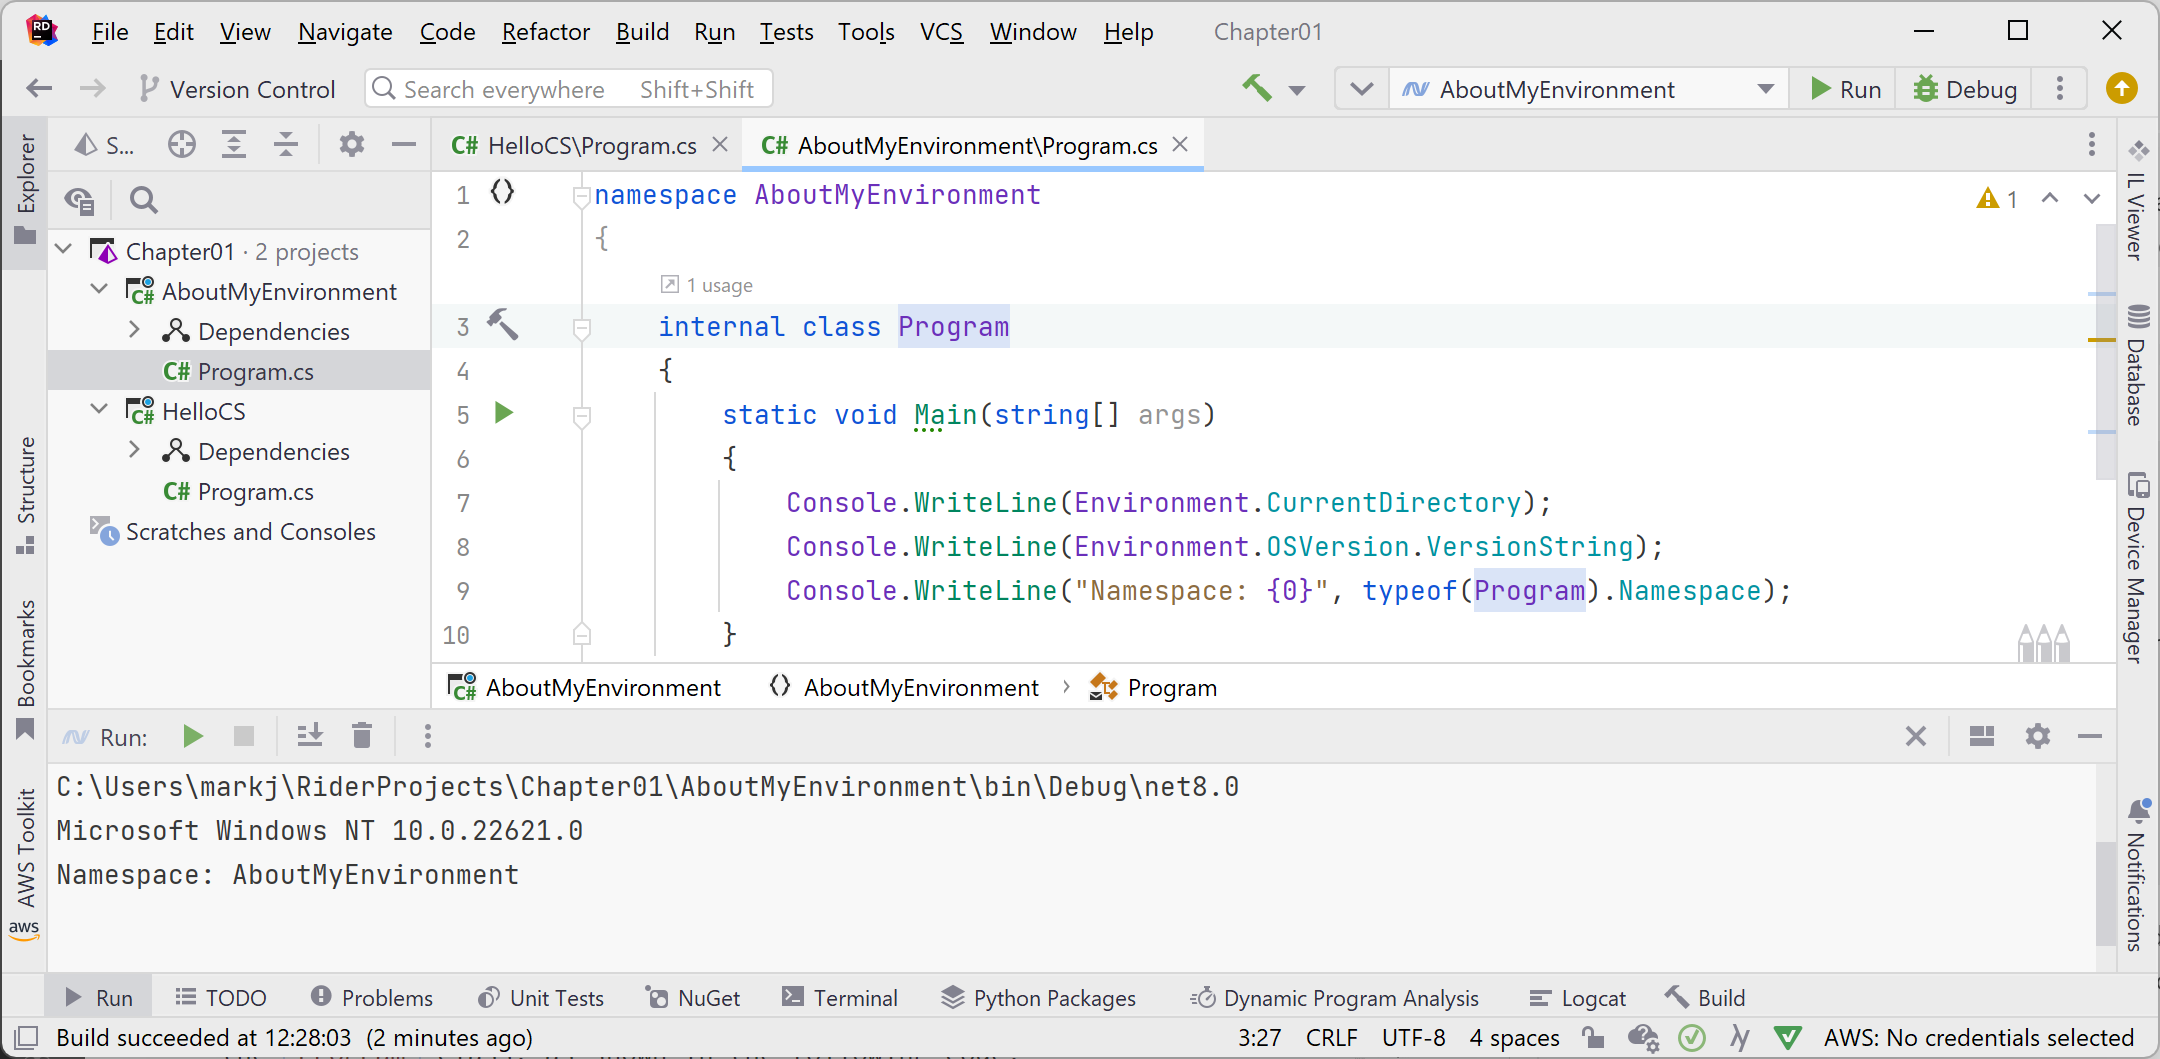 RD File Edit View Navigate Code Refactor Build Run Tests Tools VCS Window Help Chapter01
Version Control Search everywhere Shift+Shift AboutMyEnvironment Run Debug
S... C# HelloCS\Program.cs C# AboutMyEnvironment\Program.cs
Explorer
Structure
Bookmarks
AWS Toolkit
aws
Chapter01 · 2 projects
C# AboutMyEnvironment
Dependencies
C# Program.cs
C# HelloCS
Dependencies
C# Program.cs
Scratches and Consoles
1 {} namespace AboutMyEnvironment
2 {
1 usage
3 internal class Program
4 {
5 static void Main(string[] args)
6 {
7 Console.WriteLine(Environment.CurrentDirectory);
8 Console.WriteLine(Environment.OSVersion.VersionString);
9 Console.WriteLine("Namespace: {0}", typeof(Program).Namespace);
10 }
1
C# AboutMyEnvironment {} AboutMyEnvironment › Program
IL Viewer
Database
Device Manager
Notifications
Run:
C:\Users\markj\RiderProjects\Chapter01\AboutMyEnvironment\bin\Debug\net8.0
Microsoft Windows NT 10.0.22621.0
Namespace: AboutMyEnvironment
Run TODO Problems Unit Tests NuGet Terminal Python Packages Dynamic Program Analysis Logcat Build
Build succeeded at 12:28:03 (2 minutes ago) 3:27 CRLF UTF-8 4 spaces AWS: No credentials selected